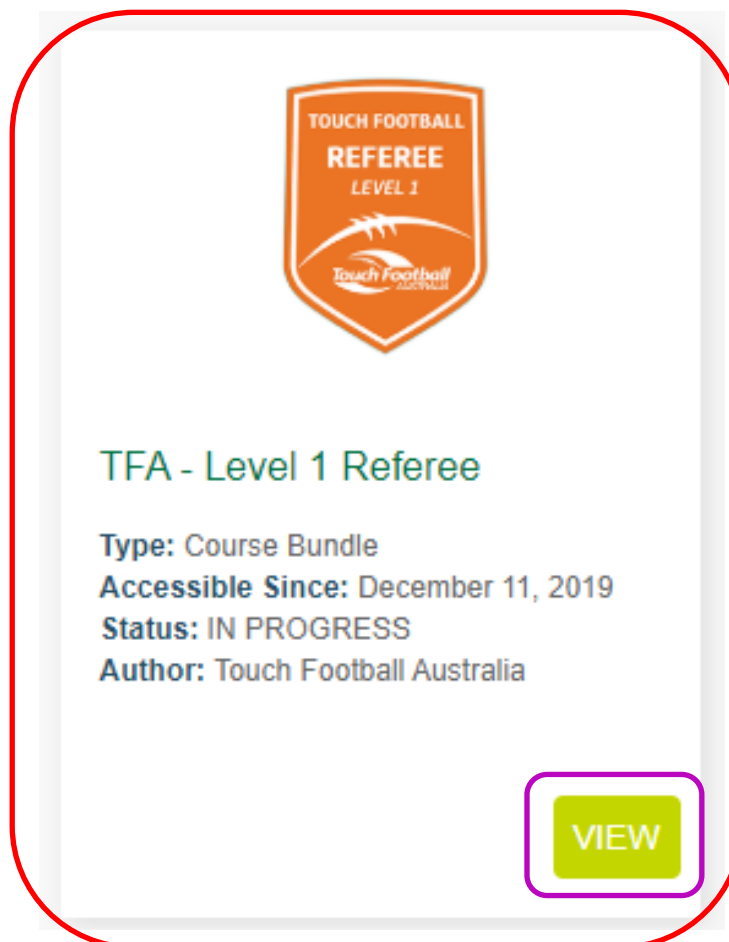 TOUCH FOOTBALL
REFEREE
LEVEL 1
Touch Football
AUSTRALIA
TFA - Level 1 Referee
Type: Course Bundle
Accessible Since: December 11, 2019
Status: IN PROGRESS
Author: Touch Football Australia
VIEW